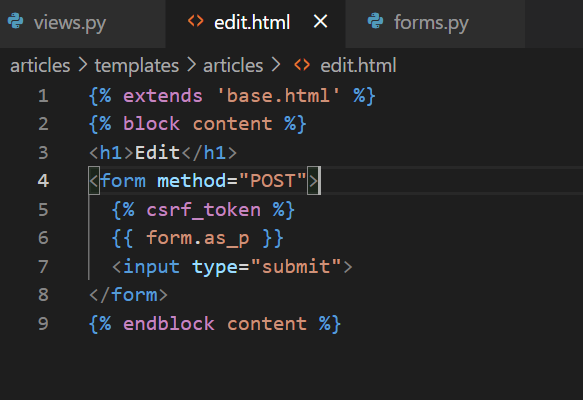 views.py edit.html forms.py
articles templates articles edit.html
1 {% extends 'base.html' %}
2 {% block content %}
3 <h1>Edit</h1>
4 <form method="POST">
5 {% csrf_token %}
6 {{ form.as_p }}
7 <input type="submit">
8 </form>
9 {% endblock content %}